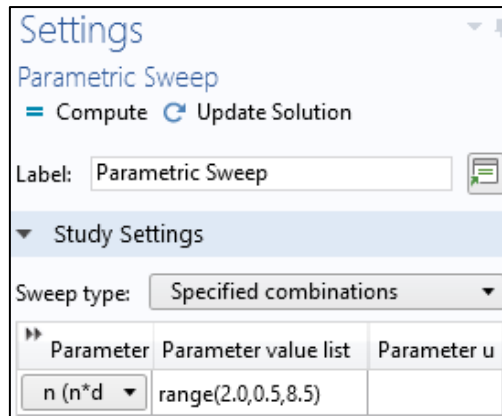 Settings
Parametric Sweep
= Compute Update Solution
Label: Parametric Sweep
Study Settings
Sweep type: Specified combinations
Parameter Parameter value list Parameter u
n (n*d range(2.0,0.5,8.5)